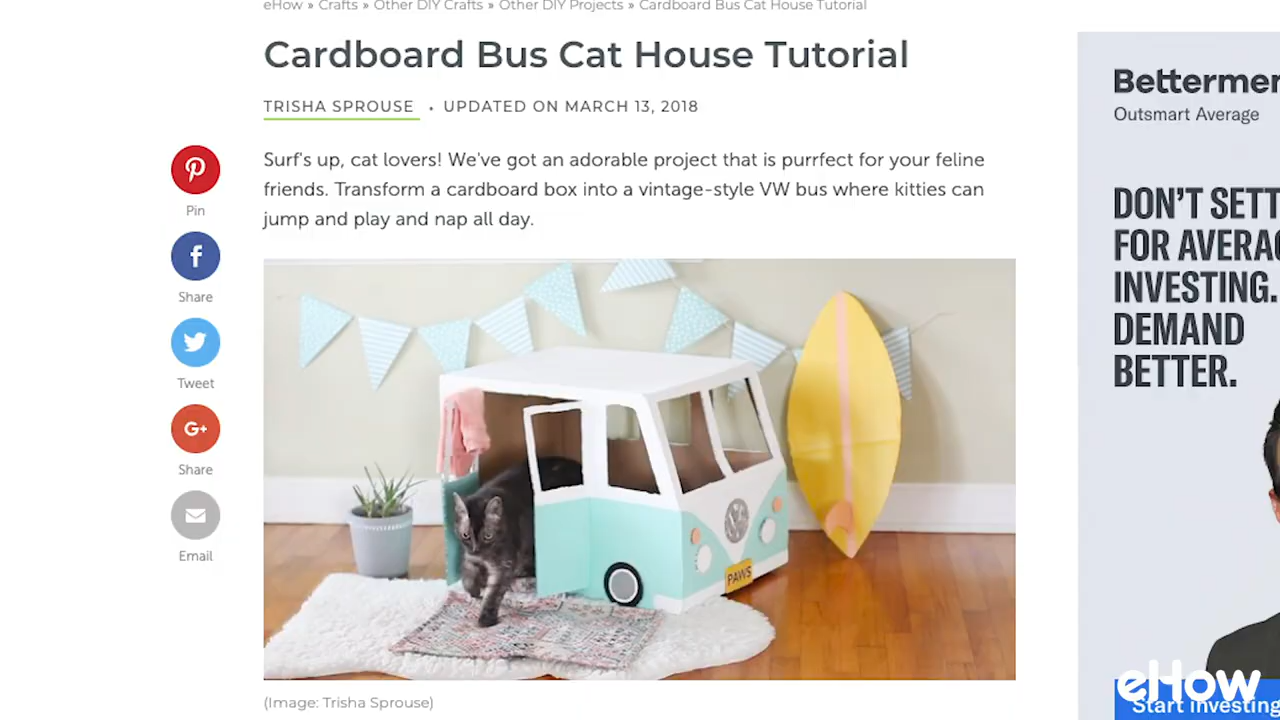 eHow » Crafts » Other DIY Crafts » Other DIY Projects » Cardboard Bus Cat House Tutorial
Cardboard Bus Cat House Tutorial
TRISHA SPROUSE • UPDATED ON MARCH 13, 2018
Surf's up, cat lovers! We've got an adorable project that is purrfect for your feline
friends. Transform a cardboard box into a vintage-style VW bus where kitties can
jump and play and nap all day.
Pin
Share
Tweet
G+
Share
Email
PAWS
(Image: Trisha Sprouse)
Outsmart Average
DON'T
FOR
INVESTING.
DEMAND
BETTER.
eHow
Start Investing